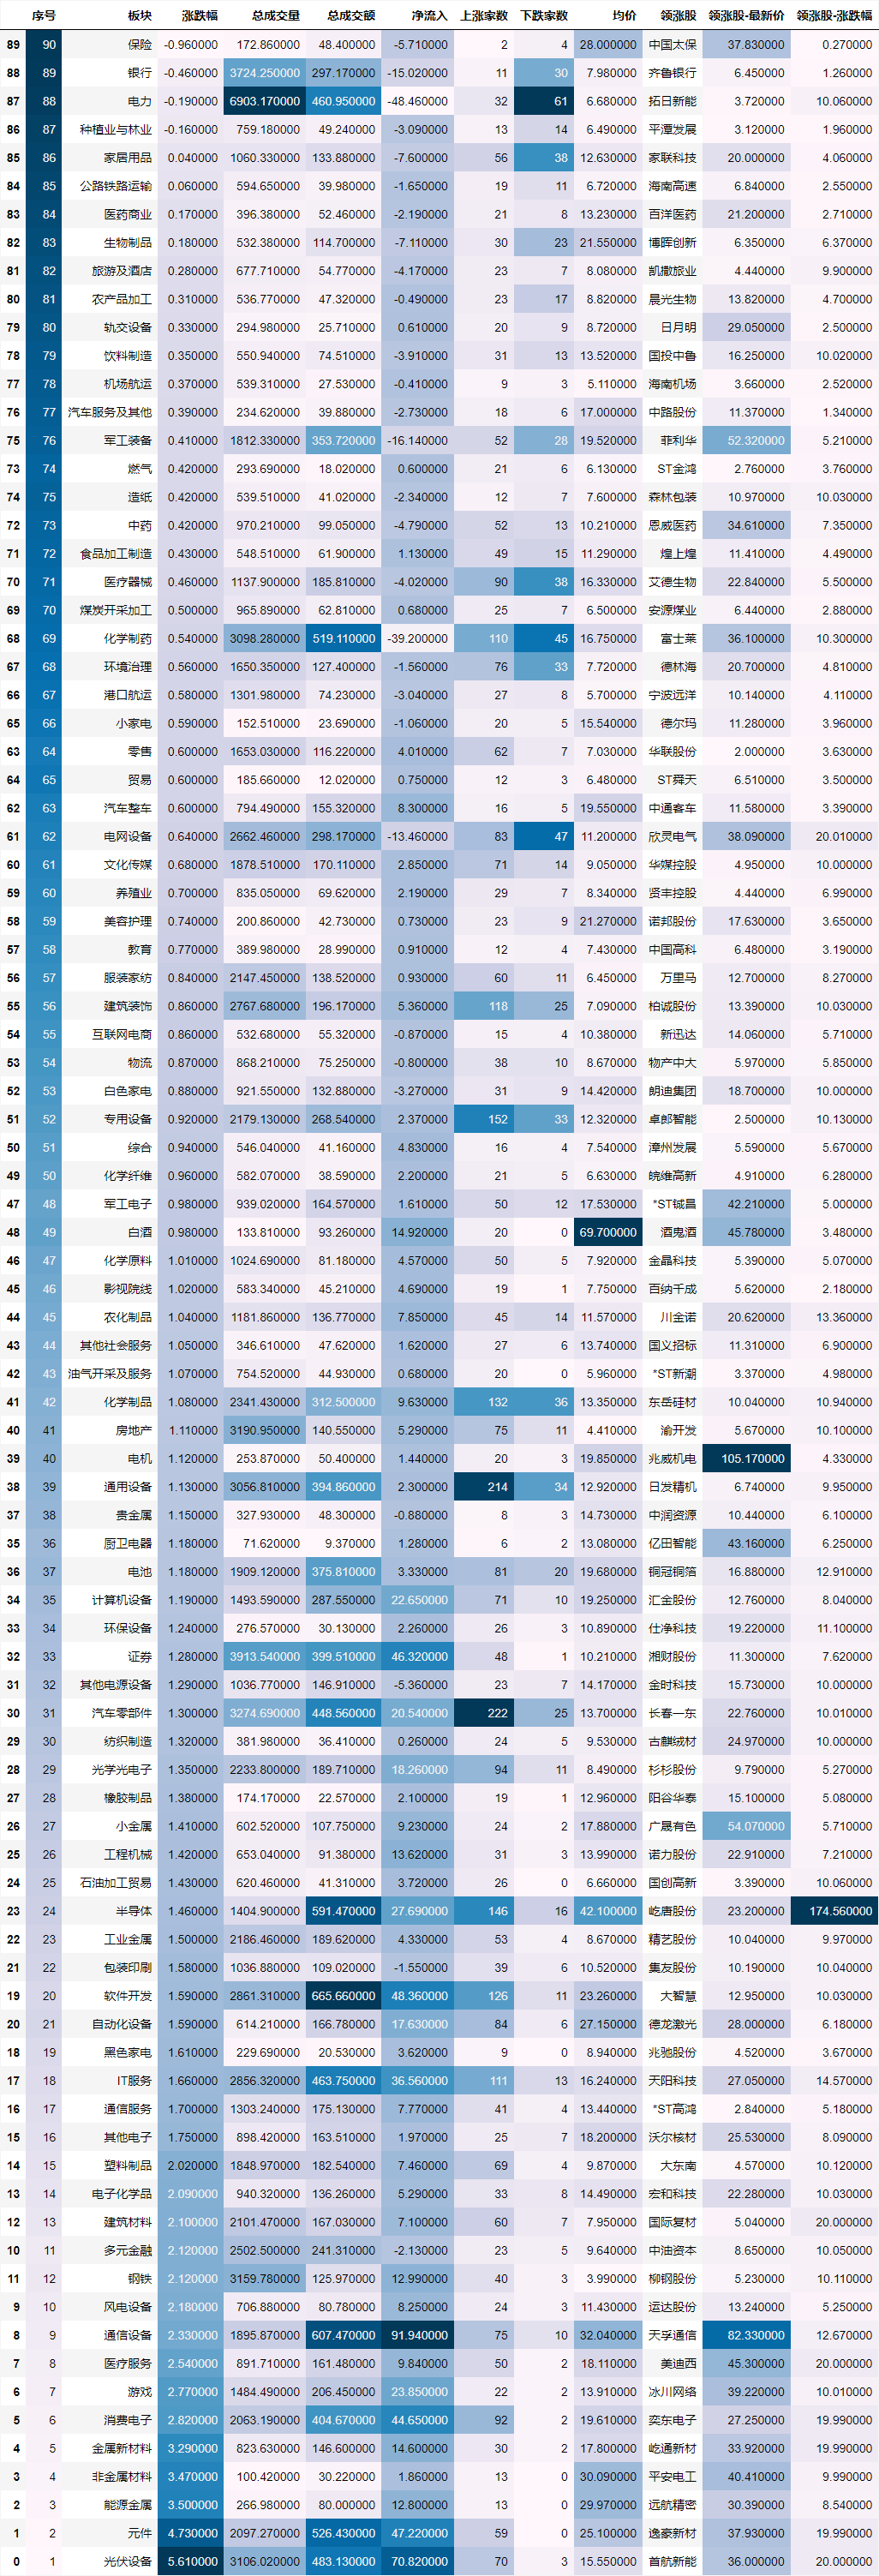 序号 板块 涨跌幅 总成交量 总成交额 净流入 上涨家数 下跌家数 均价 领涨股 领涨股-最新价 领涨股-涨跌幅
89 90 保险 -0.960000 172.860000 48.400000 -5.710000 2 4 28.000000 中国太保 37.830000 0.270000
88 89 银行 -0.460000 3724.250000 297.170000 -15.020000 11 30 7.980000 齐鲁银行 6.450000 1.260000
87 88 电力 -0.190000 6903.170000 460.950000 -48.460000 32 61 6.680000 拓日新能 3.720000 10.060000
86 87 种植业与林业 -0.160000 759.180000 49.240000 -3.090000 13 14 6.490000 平潭发展 3.120000 1.960000
85 86 家居用品 0.040000 1060.330000 133.880000 -7.600000 56 38 12.630000 家联科技 20.000000 4.060000
84 85 公路铁路运输 0.060000 594.650000 39.980000 -1.650000 19 11 6.720000 海南高速 6.840000 2.550000
83 84 医药商业 0.170000 396.380000 52.460000 -2.190000 21 8 13.230000 百洋医药 21.200000 2.710000
82 83 生物制品 0.180000 532.380000 114.700000 -7.110000 30 23 21.550000 博晖创新 6.350000 6.370000
81 82 旅游及酒店 0.280000 677.710000 54.770000 -4.170000 23 7 8.080000 凯撒旅业 4.440000 9.900000
80 81 农产品加工 0.310000 536.770000 47.320000 -0.490000 23 17 8.820000 晨光生物 13.820000 4.700000
79 80 轨交设备 0.330000 294.980000 25.710000 0.610000 20 9 8.720000 日月明 29.050000 2.500000
78 79 饮料制造 0.350000 550.940000 74.510000 -3.910000 31 13 13.520000 国投中鲁 16.250000 10.020000
77 78 机场航运 0.370000 539.310000 27.530000 -0.410000 9 3 5.110000 海南机场 3.660000 2.520000
76 77 汽车服务及其他 0.390000 234.620000 39.880000 -2.730000 18 6 17.000000 中路股份 11.370000 1.340000
75 76 军工装备 0.410000 1812.330000 353.720000 -16.140000 52 28 19.520000 菲利华 52.320000 5.210000
73 74 燃气 0.420000 293.690000 18.020000 0.600000 21 6 6.130000 ST金鸿 2.760000 3.760000
74 75 造纸 0.420000 539.510000 41.020000 -2.340000 12 7 7.600000 森林包装 10.970000 10.030000
72 73 中药 0.420000 970.210000 99.050000 -4.790000 52 13 10.210000 恩威医药 34.610000 7.350000
71 72 食品加工制造 0.430000 548.510000 61.900000 1.130000 49 15 11.290000 煌上煌 11.410000 4.490000
70 71 医疗器械 0.460000 1137.900000 185.810000 -4.020000 90 38 16.330000 艾德生物 22.840000 5.500000
69 70 煤炭开采加工 0.500000 965.890000 62.810000 0.680000 25 7 6.500000 安源煤业 6.440000 2.880000
68 69 化学制药 0.540000 3098.280000 519.110000 -39.200000 110 45 16.750000 富士莱 36.100000 10.300000
67 68 环境治理 0.560000 1650.350000 127.400000 -1.560000 76 33 7.720000 德林海 20.700000 4.810000
66 67 港口航运 0.580000 1301.980000 74.230000 -3.040000 27 8 5.700000 宁波远洋 10.140000 4.110000
65 66 小家电 0.590000 152.510000 23.690000 -1.060000 20 5 15.540000 德尔玛 11.280000 3.960000
63 64 零售 0.600000 1653.030000 116.220000 4.010000 62 7 7.030000 华联股份 2.000000 3.630000
64 65 贸易 0.600000 185.660000 12.020000 0.750000 12 3 6.480000 ST舜天 6.510000 3.500000
62 63 汽车整车 0.600000 794.490000 155.320000 8.300000 16 5 19.550000 中通客车 11.580000 3.390000
61 62 电网设备 0.640000 2662.460000 298.170000 -13.460000 83 47 11.200000 欣灵电气 38.090000 20.010000
60 61 文化传媒 0.680000 1878.510000 170.110000 2.850000 71 14 9.050000 华媒控股 4.950000 10.000000
59 60 养殖业 0.700000 835.050000 69.620000 2.190000 29 7 8.340000 贤丰控股 4.440000 6.990000
58 59 美容护理 0.740000 200.860000 42.730000 0.730000 23 9 21.270000 诺邦股份 17.630000 3.650000
57 58 教育 0.770000 389.980000 28.990000 0.910000 12 4 7.430000 中国高科 6.480000 3.190000
56 57 服装家纺 0.840000 2147.450000 138.520000 0.930000 60 11 6.450000 万里马 12.700000 8.270000
55 56 建筑装饰 0.860000 2767.680000 196.170000 5.360000 118 25 7.090000 柏诚股份 13.390000 10.030000
54 55 互联网电商 0.860000 532.680000 55.320000 -0.870000 15 4 10.380000 新迅达 14.060000 5.710000
53 54 物流 0.870000 868.210000 75.250000 -0.800000 38 10 8.670000 物产中大 5.970000 5.850000
52 53 白色家电 0.880000 921.550000 132.880000 -3.270000 31 9 14.420000 朗迪集团 18.700000 10.000000
51 52 专用设备 0.920000 2179.130000 268.540000 2.370000 152 33 12.320000 卓郎智能 2.500000 10.130000
50 51 综合 0.940000 546.040000 41.160000 4.830000 16 4 7.540000 漳州发展 5.590000 5.670000
49 50 化学纤维 0.960000 582.070000 38.590000 2.200000 21 5 6.630000 皖维高新 4.910000 6.280000
47 48 军工电子 0.980000 939.020000 164.570000 1.610000 50 12 17.530000 *ST铖昌 42.210000 5.000000
48 49 白酒 0.980000 133.810000 93.260000 14.920000 20 0 69.700000 酒鬼酒 45.780000 3.480000
46 47 化学原料 1.010000 1024.690000 81.180000 4.570000 50 5 7.920000 金晶科技 5.390000 5.070000
45 46 影视院线 1.020000 583.340000 45.210000 4.690000 19 1 7.750000 百纳千成 5.620000 2.180000
44 45 农化制品 1.040000 1181.860000 136.770000 7.850000 45 14 11.570000 川金诺 20.620000 13.360000
43 44 其他社会服务 1.050000 346.610000 47.620000 1.620000 27 6 13.740000 国义招标 11.310000 6.900000
42 43 油气开采及服务 1.070000 754.520000 44.930000 0.680000 20 0 5.960000 *ST新潮 3.370000 4.980000
41 42 化学制品 1.080000 2341.430000 312.500000 9.630000 132 36 13.350000 东岳硅材 10.040000 10.940000
40 41 房地产 1.110000 3190.950000 140.550000 5.290000 75 11 4.410000 渝开发 5.670000 10.100000
39 40 电机 1.120000 253.870000 50.400000 1.440000 20 3 19.850000 兆威机电 105.170000 4.330000
38 39 通用设备 1.130000 3056.810000 394.860000 2.300000 214 34 12.920000 日发精机 6.740000 9.950000
37 38 贵金属 1.150000 327.930000 48.300000 -0.880000 8 3 14.730000 中润资源 10.440000 6.100000
35 36 厨卫电器 1.180000 71.620000 9.370000 1.280000 6 2 13.080000 亿田智能 43.160000 6.250000
36 37 电池 1.180000 1909.120000 375.810000 3.330000 81 20 19.680000 铜冠铜箔 16.880000 12.910000
34 35 计算机设备 1.190000 1493.590000 287.550000 22.650000 71 10 19.250000 汇金股份 12.760000 8.040000
33 34 环保设备 1.240000 276.570000 30.130000 2.260000 26 3 10.890000 仕净科技 19.220000 11.100000
32 33 证券 1.280000 3913.540000 399.510000 46.320000 48 1 10.210000 湘财股份 11.300000 7.620000
31 32 其他电源设备 1.290000 1036.770000 146.910000 -5.360000 23 7 14.170000 金时科技 15.730000 10.000000
30 31 汽车零部件 1.300000 3274.690000 448.560000 20.540000 222 25 13.700000 长春一东 22.760000 10.010000
29 30 纺织制造 1.320000 381.980000 36.410000 0.260000 24 5 9.530000 古麒绒材 24.970000 10.000000
28 29 光学光电子 1.350000 2233.800000 189.710000 18.260000 94 11 8.490000 杉杉股份 9.790000 5.270000
27 28 橡胶制品 1.380000 174.170000 22.570000 2.100000 19 1 12.960000 阳谷华泰 15.100000 5.080000
26 27 小金属 1.410000 602.520000 107.750000 9.230000 24 2 17.880000 广晟有色 54.070000 5.710000
25 26 工程机械 1.420000 653.040000 91.380000 13.620000 31 3 13.990000 诺力股份 22.910000 7.210000
24 25 石油加工贸易 1.430000 620.460000 41.310000 3.720000 26 0 6.660000 国创高新 3.390000 10.060000
23 24 半导体 1.460000 1404.900000 591.470000 27.690000 146 16 42.100000 屹唐股份 23.200000 174.560000
22 23 工业金属 1.500000 2186.460000 189.620000 4.330000 53 4 8.670000 精艺股份 10.040000 9.970000
21 22 包装印刷 1.580000 1036.880000 109.020000 -1.550000 39 6 10.520000 集友股份 10.190000 10.040000
19 20 软件开发 1.590000 2861.310000 665.660000 48.360000 126 11 23.260000 大智慧 12.950000 10.030000
20 21 自动化设备 1.590000 614.210000 166.780000 17.630000 84 6 27.150000 德龙激光 28.000000 6.180000
18 19 黑色家电 1.610000 229.690000 20.530000 3.620000 9 0 8.940000 兆驰股份 4.520000 3.670000
17 18 IT服务 1.660000 2856.320000 463.750000 36.560000 111 13 16.240000 天阳科技 27.050000 14.570000
16 17 通信服务 1.700000 1303.240000 175.130000 7.770000 41 4 13.440000 *ST高鸿 2.840000 5.180000
15 16 其他电子 1.750000 898.420000 163.510000 1.970000 25 7 18.200000 沃尔核材 25.530000 8.090000
14 15 塑料制品 2.020000 1848.970000 182.540000 7.460000 69 4 9.870000 大东南 4.570000 10.120000
13 14 电子化学品 2.090000 940.320000 136.260000 5.290000 33 8 14.490000 宏和科技 22.280000 10.030000
12 13 建筑材料 2.100000 2101.470000 167.030000 7.100000 60 7 7.950000 国际复材 5.040000 20.000000
10 11 多元金融 2.120000 2502.500000 241.310000 -2.130000 23 5 9.640000 中油资本 8.650000 10.050000
11 12 钢铁 2.120000 3159.780000 125.970000 12.990000 40 3 3.990000 柳钢股份 5.230000 10.110000
9 10 风电设备 2.180000 706.880000 80.780000 8.250000 24 3 11.430000 运达股份 13.240000 5.250000
8 9 通信设备 2.330000 1895.870000 607.470000 91.940000 75 10 32.040000 天孚通信 82.330000 12.670000
7 8 医疗服务 2.540000 891.710000 161.480000 9.840000 50 2 18.110000 美迪西 45.300000 20.000000
6 7 游戏 2.770000 1484.490000 206.450000 23.850000 22 2 13.910000 冰川网络 39.220000 10.010000
5 6 消费电子 2.820000 2063.190000 404.670000 44.650000 92 2 19.610000 奕东电子 27.250000 19.990000
4 5 金属新材料 3.290000 823.630000 146.600000 14.600000 30 2 17.800000 屹通新材 33.920000 19.990000
3 4 非金属材料 3.470000 100.420000 30.220000 1.860000 13 0 30.090000 平安电工 40.410000 9.990000
2 3 能源金属 3.500000 266.980000 80.000000 12.800000 13 0 29.970000 远航精密 30.390000 8.540000
1 2 元件 4.730000 2097.270000 526.430000 47.220000 59 0 25.100000 逸豪新材 37.930000 19.990000
0 1 光伏设备 5.610000 3106.020000 483.130000 70.820000 70 3 15.550000 首航新能 36.000000 20.000000